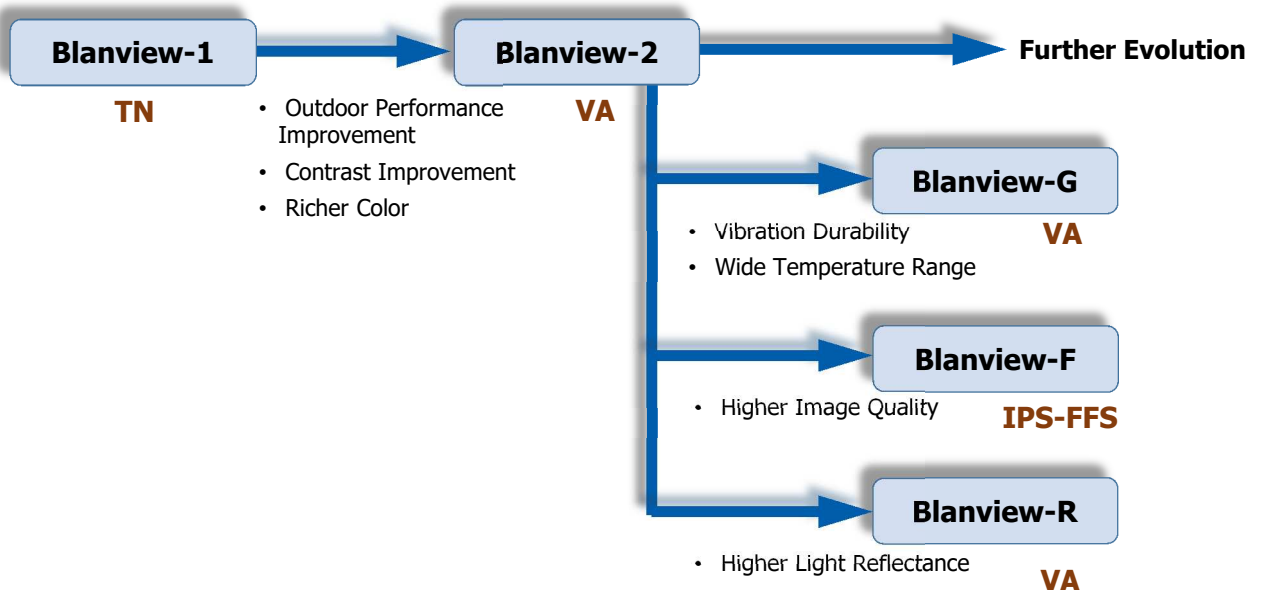 Blanview-1
Blanview-2
Further Evolution
TN
• Outdoor Performance
Improvement
• Contrast Improvement
• Richer Color
VA
Blanview-G
VA
• Vibration Durability
• Wide Temperature Range
Blanview-F
IPS-FFS
• Higher Image Quality
Blanview-R
• Higher Light Reflectance
VA